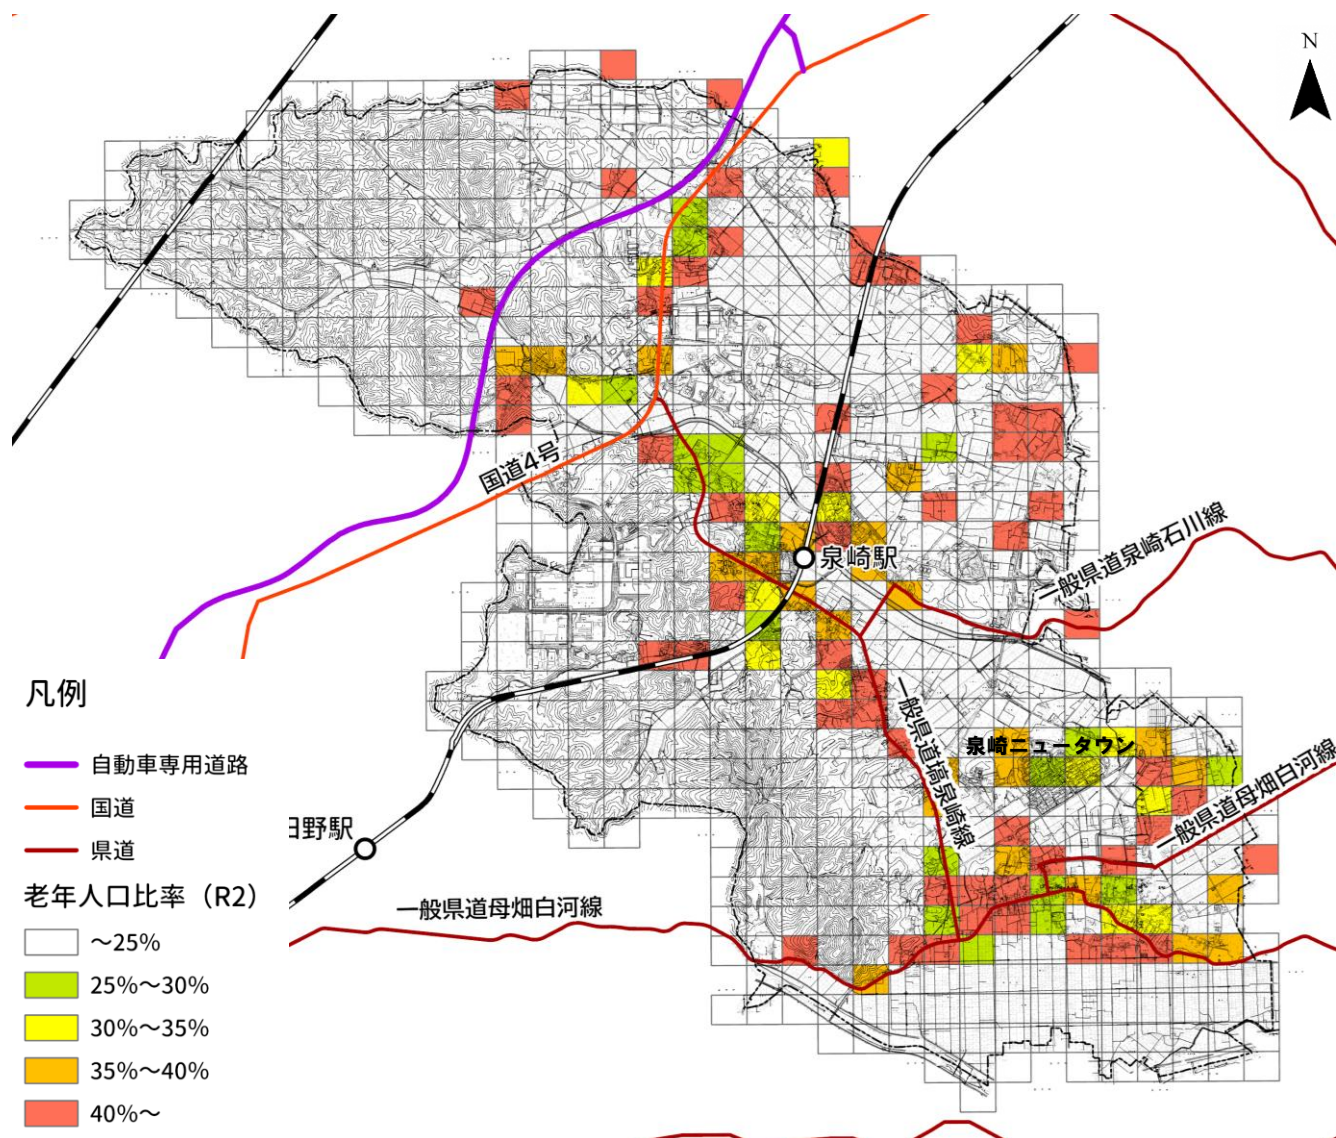 N
国道4号
泉崎駅
一般県道泉崎石川線
一般県道塙泉崎線
泉崎ニュータウン
一般県道母畑白河線
田野駅
一般県道母畑白河線
凡例
自動車専用道路
国道
県道
老年人口比率（R2）
～25%
25%～30%
30%～35%
35%～40%
40%～